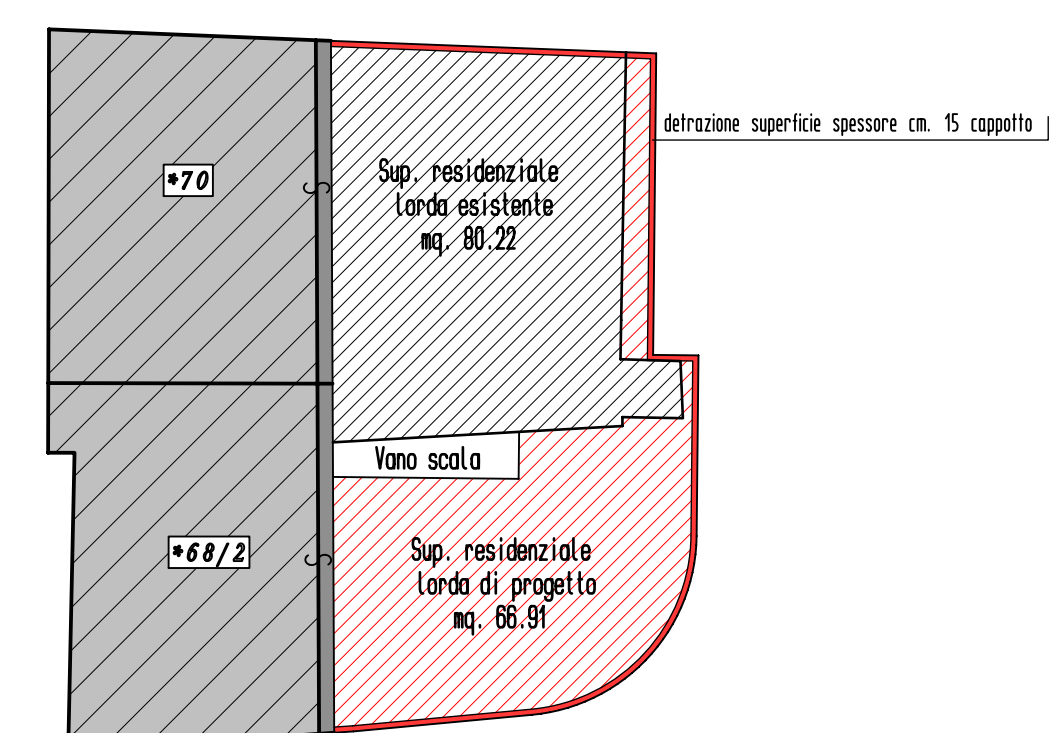 detrazione superficie spessore cm. 15 cappotto
*70
Sup. residenziale
lorda esistente
mq. 80.22
Vano scala
*68/2
Sup. residenziale
lorda di progetto
mq. 66.91